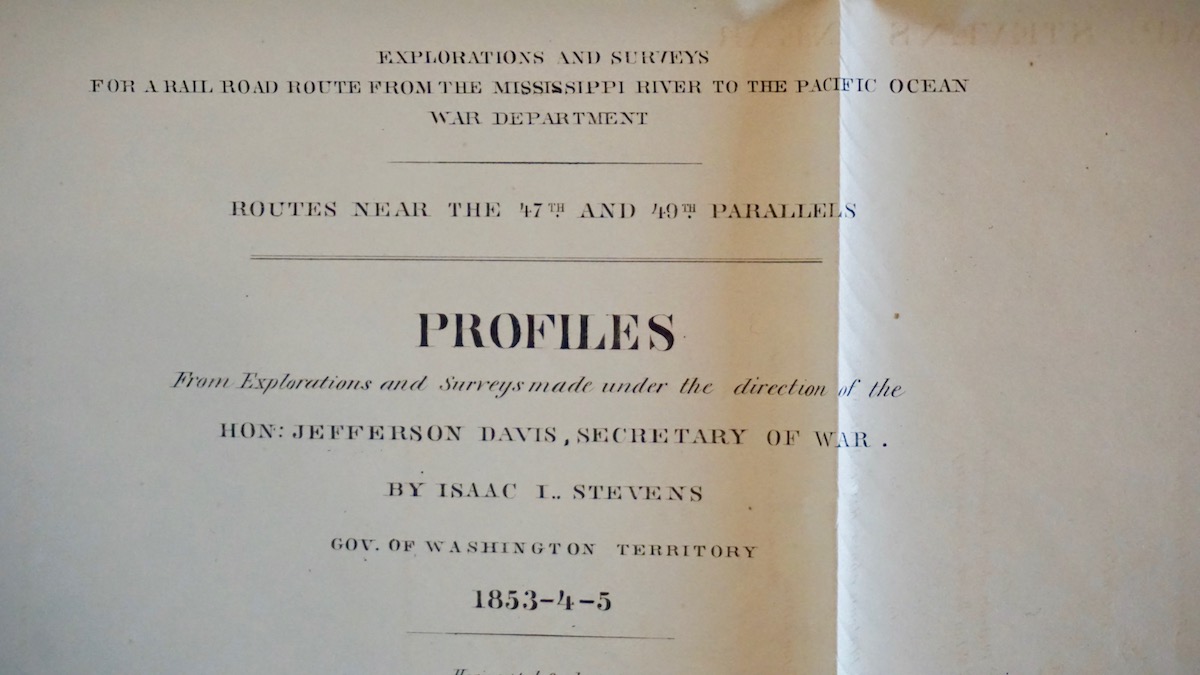 EXPLORATIONS AND SURVEYS
FOR A RAIL ROAD ROUTE FROM THE MISSISSIPPI RIVER TO THE PACIFIC OCEAN
WAR DEPARTMENT
ROUTES NEAR THE 47TH AND 49TH PARALLELS
PROFILES
From Explorations and Surveys made under the direction of the
HON: JEFFERSON DAVIS, SECRETARY OF WAR.
BY ISAAC I.. STEVENS
GOV. OF WASHINGTON TERRITORY
1853-4-5